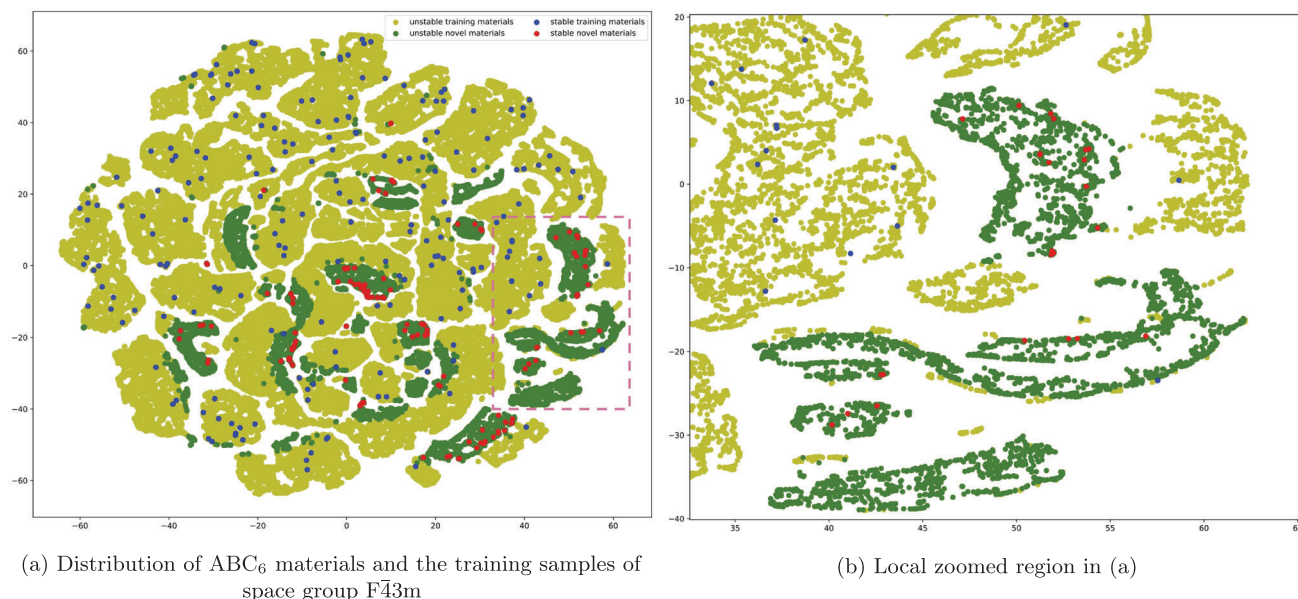 unstable training materials
unstable novel materials
stable training materials
stable novel materials
60
40
20
0
−20
−40
−60
−60 −40 −20 0 20 40 60
20
10
0
−10
−20
−30
−40
35 40 45 50 55 60
(a) Distribution of ABC₆ materials and the training samples of
space group F4̄3m
(b) Local zoomed region in (a)